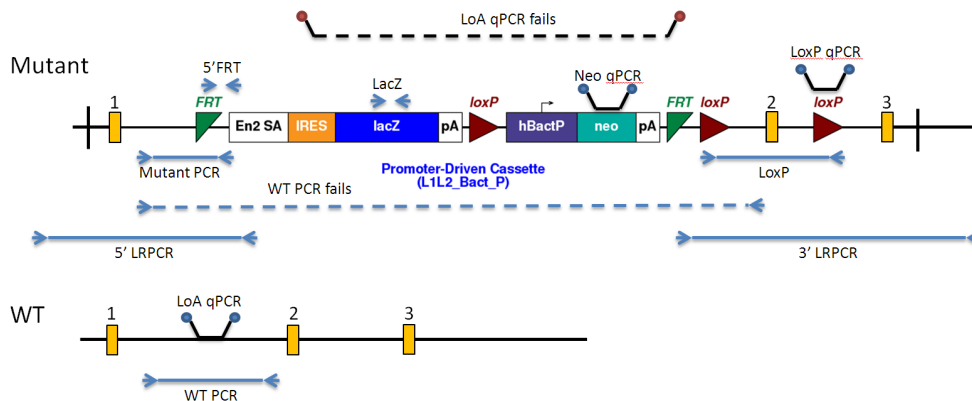 LoA qPCR fails
Mutant
LoxP qPCR
5'FRT
Neo qPCR
LacZ
1
FRT
loxP
FRT
loxP
2
loxP
3
En2 SA
IRES
lacZ
pA
hBactP
neo
pA
Mutant PCR
Promoter-Driven Cassette
(L1L2_Bact_P)
LoxP
WT PCR fails
5' LRPCR
3' LRPCR
WT
LoA qPCR
1
2
3
WT PCR